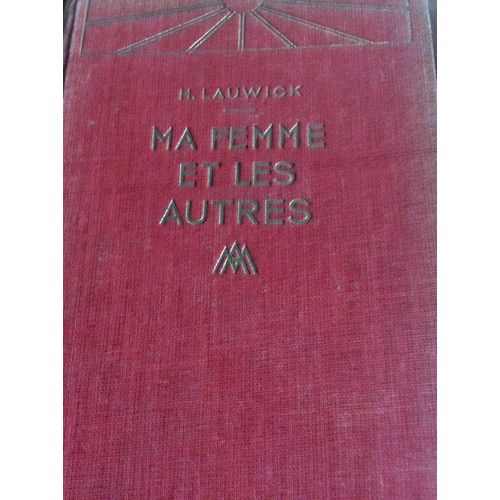 H. LAUWICK
MA FEMME
ET LES
AUTRES